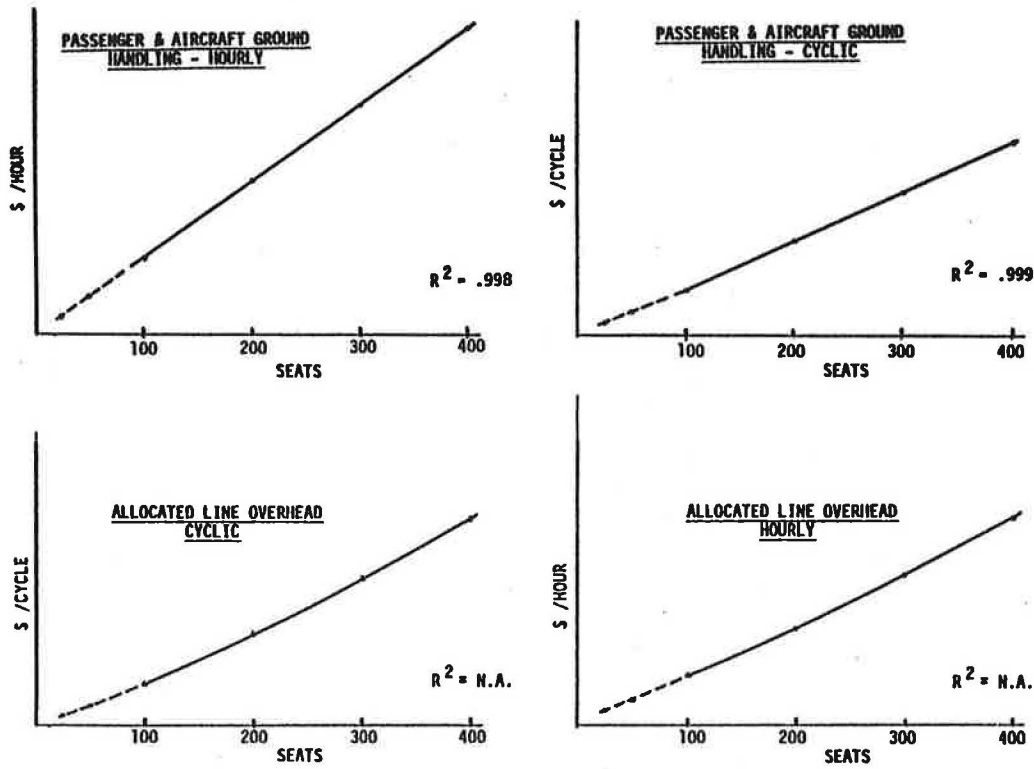 PASSENGER & AIRCRAFT GROUND
HANDLING - HOURLY
$ /HOUR
R² = .998
100 200 300 400
SEATS
PASSENGER & AIRCRAFT GROUND
HANDLING - CYCLIC
$ /CYCLE
R² = .999
100 200 300 400
SEATS
ALLOCATED LINE OVERHEAD
CYCLIC
$ /CYCLE
R² = N.A.
100 200 300 400
SEATS
ALLOCATED LINE OVERHEAD
HOURLY
$ /HOUR
R² = N.A.
100 200 300 400
SEATS